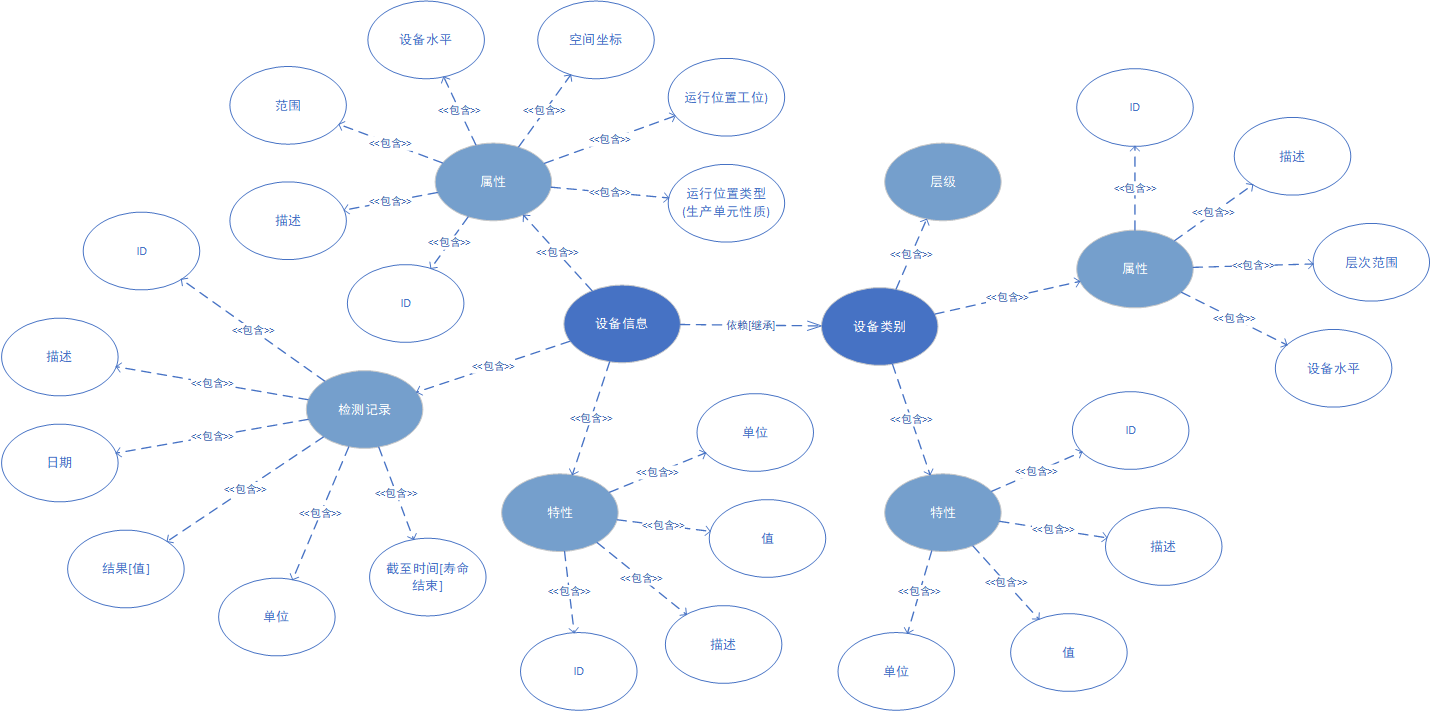 设备水平
空间坐标
<<包含>>
<<包含>>
范围
运行位置工位)
<<包含>>
<<包含>>
属性
<<包含>>
运行位置类型
(生产单元性质)
描述
<<包含>>
<<包含>>
<<包含>>
ID
ID
<<包含>>
设备信息
依赖[继承]
设备类别
<<包含>>
层级
<<包含>>
属性
<<包含>>
ID
<<包含>>
描述
<<包含>>
层次范围
<<包含>>
设备水平
<<包含>>
检测记录
<<包含>>
描述
<<包含>>
日期
<<包含>>
结果[值]
<<包含>>
单位
<<包含>>
截至时间[寿命
结束]
<<包含>>
<<包含>>
特性
<<包含>>
单位
<<包含>>
值
<<包含>>
描述
<<包含>>
ID
<<包含>>
特性
<<包含>>
ID
<<包含>>
描述
<<包含>>
值
<<包含>>
单位